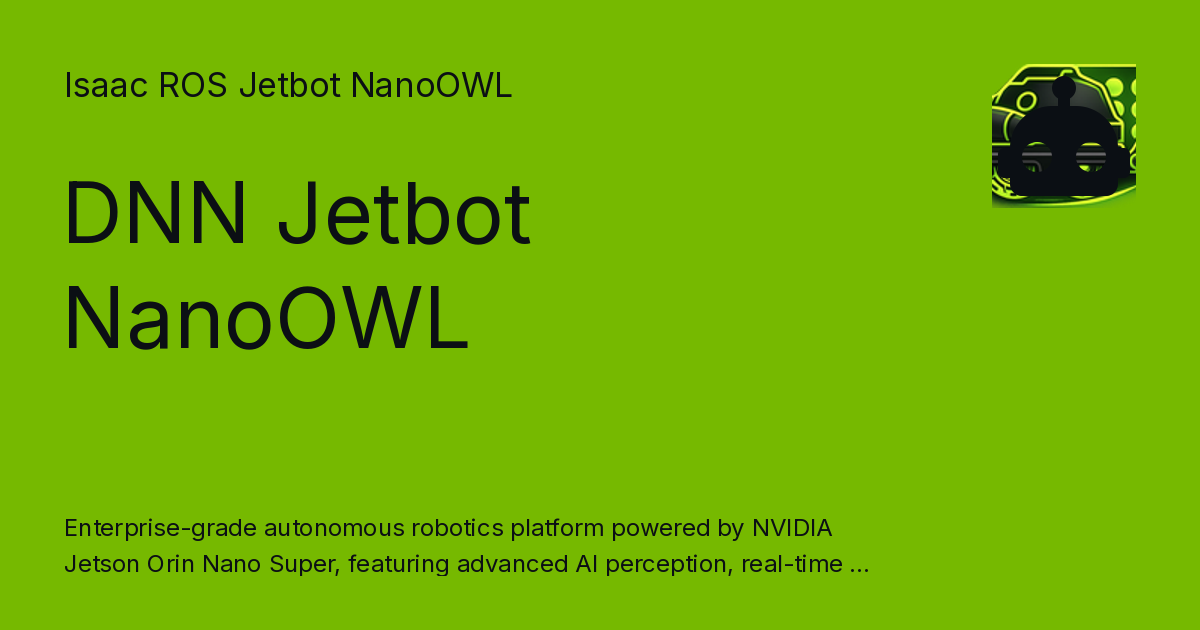 Isaac ROS Jetbot NanoOWL
DNN Jetbot
NanoOWL
Enterprise-grade autonomous robotics platform powered by NVIDIA
Jetson Orin Nano Super, featuring advanced AI perception, real-time ...